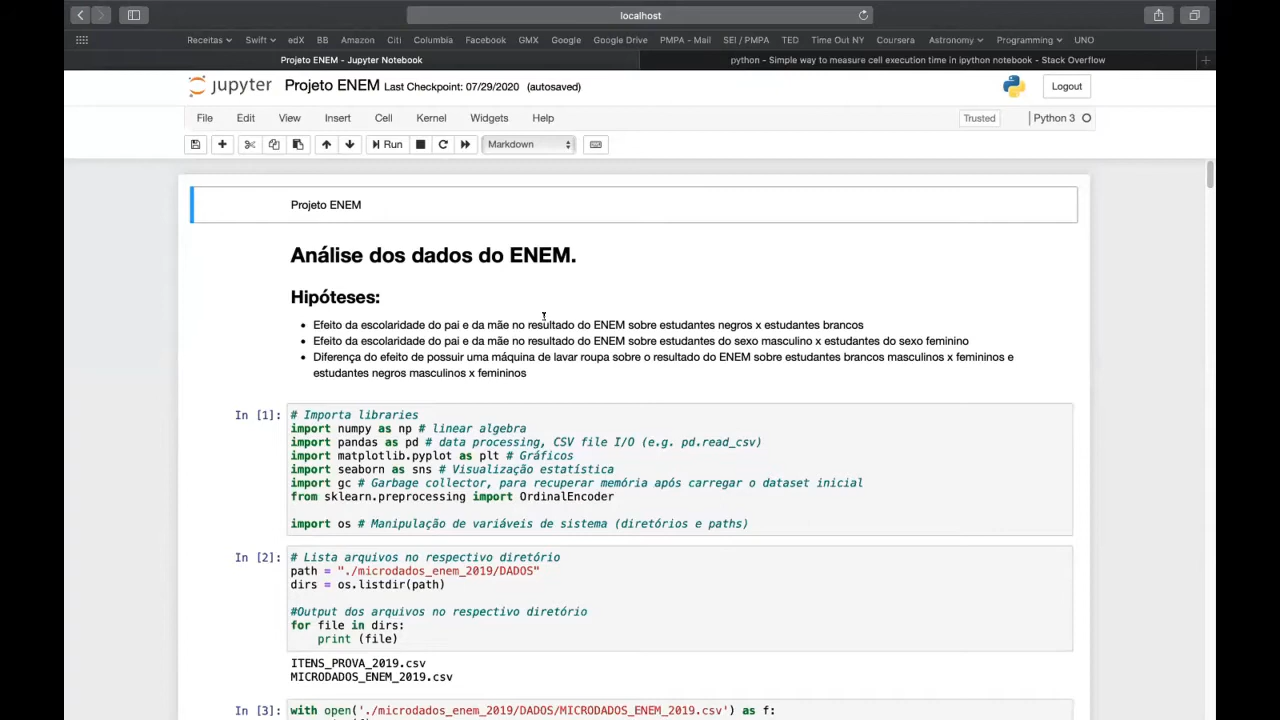 localhost
Receitas Swift edX BB Amazon Citi Columbia Facebook GMX Google Google Drive PMPA - Mail SEI / PMPA TED Time Out NY Coursera Astronomy Programming UNO
Projeto ENEM - Jupyter Notebook python - Simple way to measure cell execution time in ipython notebook - Stack Overflow
jupyter Projeto ENEM Last Checkpoint: 07/29/2020 (autosaved) Logout
File Edit View Insert Cell Kernel Widgets Help Trusted Python 3
Run Markdown
Projeto ENEM
Análise dos dados do ENEM.
Hipóteses:
• Efeito da escolaridade do pai e da mãe no resultado do ENEM sobre estudantes negros x estudantes brancos
• Efeito da escolaridade do pai e da mãe no resultado do ENEM sobre estudantes do sexo masculino x estudantes do sexo feminino
• Diferença do efeito de possuir uma máquina de lavar roupa sobre o resultado do ENEM sobre estudantes brancos masculinos x femininos e
estudantes negros masculinos x femininos
In [1]: # Importa libraries
import numpy as np # linear algebra
import pandas as pd # data processing, CSV file I/O (e.g. pd.read_csv)
import matplotlib.pyplot as plt # Gráficos
import seaborn as sns # Visualização estatística
import gc # Garbage collector, para recuperar memória após carregar o dataset inicial
from sklearn.preprocessing import OrdinalEncoder
import os # Manipulação de variáveis de sistema (diretórios e paths)
In [2]: # Lista arquivos no respectivo diretório
path = "./microdados_enem_2019/DADOS"
dirs = os.listdir(path)
#Output dos arquivos no respectivo diretório
for file in dirs:
print (file)
ITENS_PROVA_2019.csv
MICRODADOS_ENEM_2019.csv
In [3]: with open('./microdados_enem_2019/DADOS/MICRODADOS_ENEM_2019.csv') as f: